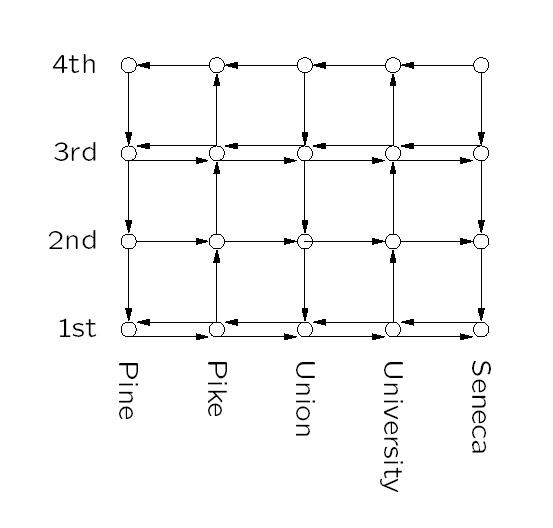 4th
3rd
2nd
1st
Pine
Pike
Union
University
Seneca